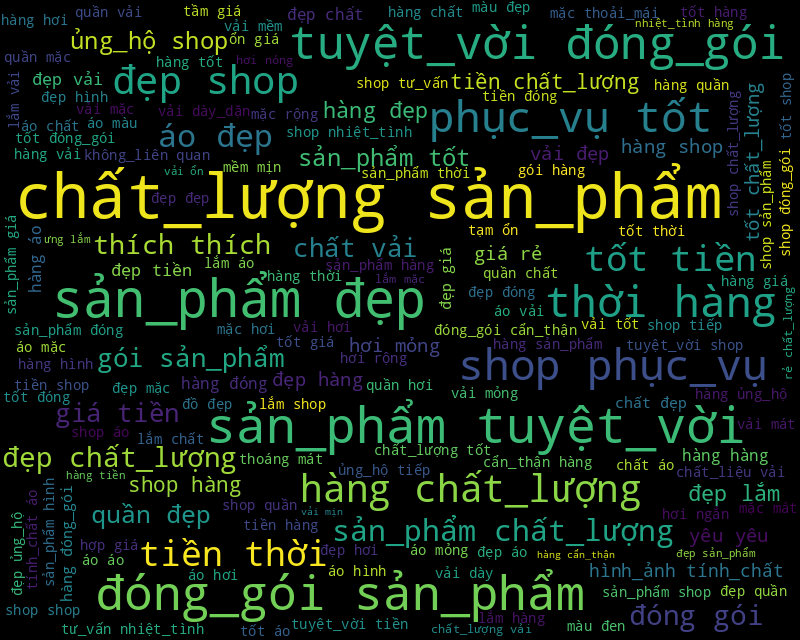 quần vải
tầm giá
đẹp chất
hàng chất
màu đẹp
mặc thoải_mái
tốt hàng
hàng hơi
ủng_hộ shop
ổn giá
vải mềm
tuyệt_vời đóng_gói
nhiệt_tình hàng
quần mặc
hàng tốt
hơi nóng
đẹp vải
đẹp shop
shop tư_vấn
tiền chất_lượng
hàng quần
lắm vải
đẹp hình
vải mặc
vải dày_dặn
mặc rộng
hàng đẹp
tiền đóng
phục_vụ tốt
áo chất
áo màu
tốt đóng_gói
áo đẹp
shop nhiệt_tình
hàng shop
shop chất_lượng
tốt chất_lượng
tốt shop
hàng vải
không_liên quan
mềm mịn
sản_phẩm tốt
vải đẹp
vải ổn
sản_phẩm thời
gói hàng
chất_lượng sản_phẩm
đẹp đẹp
shop sản_phẩm
shop đóng_gói
tạm ổn
tốt thời
sản_phẩm giá
hàng áo
ưng lắm
thích thích
chất vải
đẹp giá
giá rẻ
tốt tiền
đẹp tiền
lắm áo
hàng thời
sản_phẩm hàng
lắm mặc
quần chất
hàng giá
sản_phẩm đẹp
đẹp đóng
thời hàng
áo vải
rẻ chất_lượng
sản_phẩm đóng
mặc hơi
vải hơi
đóng_gói cẩn_thận
vải tốt
shop tiếp
áo mặc
tốt giá
hơi mỏng
hàng sản_phẩm
tuyệt_vời shop
hàng hình
gói sản_phẩm
hơi rộng
shop phục_vụ
tiền shop
đẹp mặc
hàng đóng
đẹp hàng
quần hơi
vải mỏng
hàng ủng_hộ
tốt đóng
giá tiền
đồ đẹp
lắm shop
chất đẹp
shop áo
lắm chất
sản_phẩm tuyệt_vời
vải mát
đẹp chất_lượng
thoáng mát
chất_lượng tốt
cẩn_thận hàng
chất áo
hàng hàng
hàng tiền
shop hàng
ủng_hộ tiếp
hàng chất_lượng
chất_liệu vải
đẹp lắm
đẹp ủng_hộ
tính_chất áo
sản_phẩm hình
hàng đóng_gói
quần đẹp
shop quần
vải mịn
tiền hàng
sản_phẩm chất_lượng
hơi ngắn
mặc mát
yêu yêu
hợp giá
tiền thời
đẹp hơi
áo mỏng
đẹp áo
hàng cẩn_thận
đẹp sản_phẩm
áo áo
áo hơi
áo hình
vải dày
hình_ảnh tính_chất
shop shop
đóng_gói sản_phẩm
sản_phẩm shop
đẹp quần
lắm hàng
đóng gói
tư_vấn nhiệt_tình
tốt áo
tuyệt_vời tiền
chất_lượng vải
màu đen